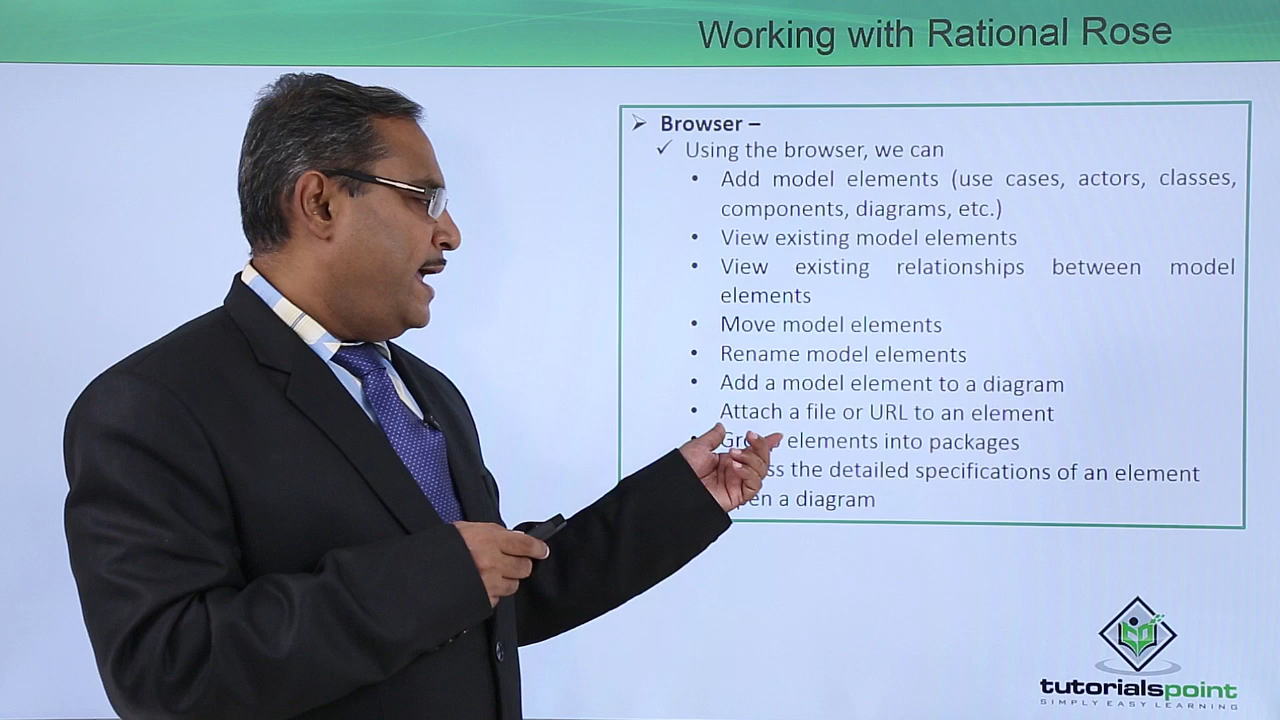 Working with Rational Rose
➤ Browser –
✓ Using the browser, we can
• Add model elements (use cases, actors, classes,
components, diagrams, etc.)
• View existing model elements
• View existing relationships between model
elements
• Move model elements
• Rename model elements
• Add a model element to a diagram
• Attach a file or URL to an element
• elements into packages
the detailed specifications of an element
a diagram
tutorialspoint
SIMPLY EASY LEARNING